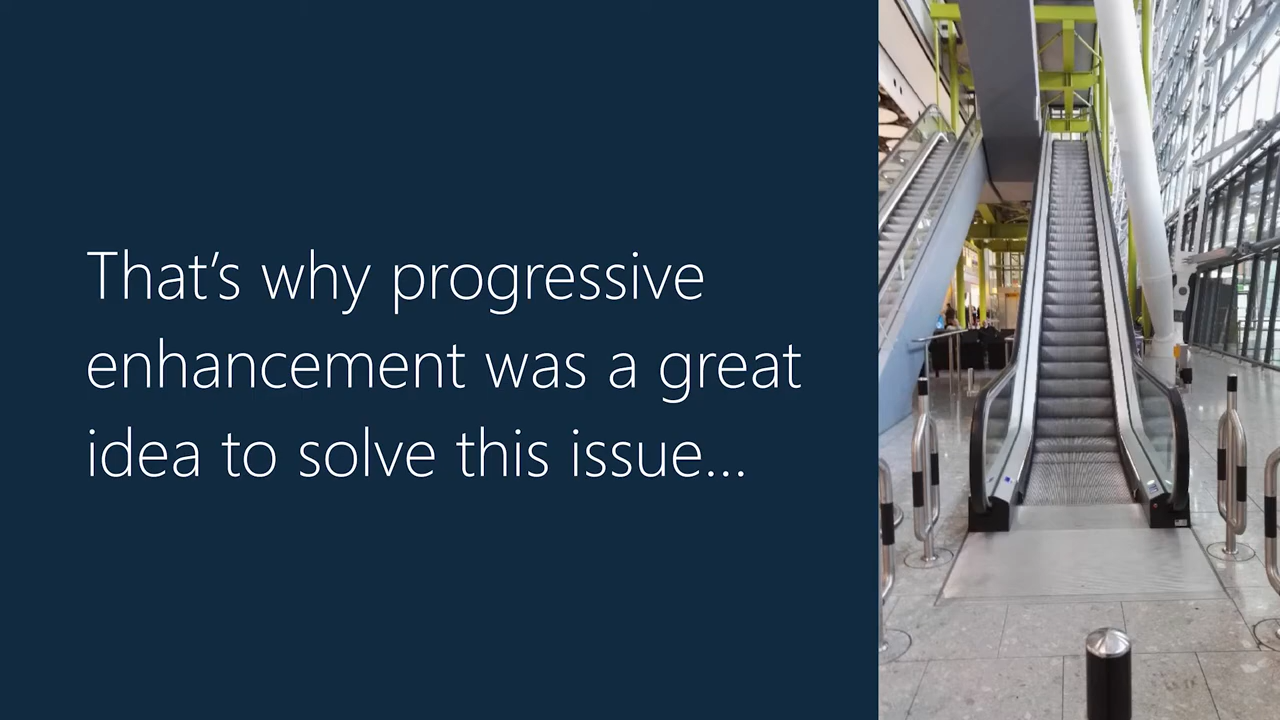 That’s why progressive
enhancement was a great
idea to solve this issue...